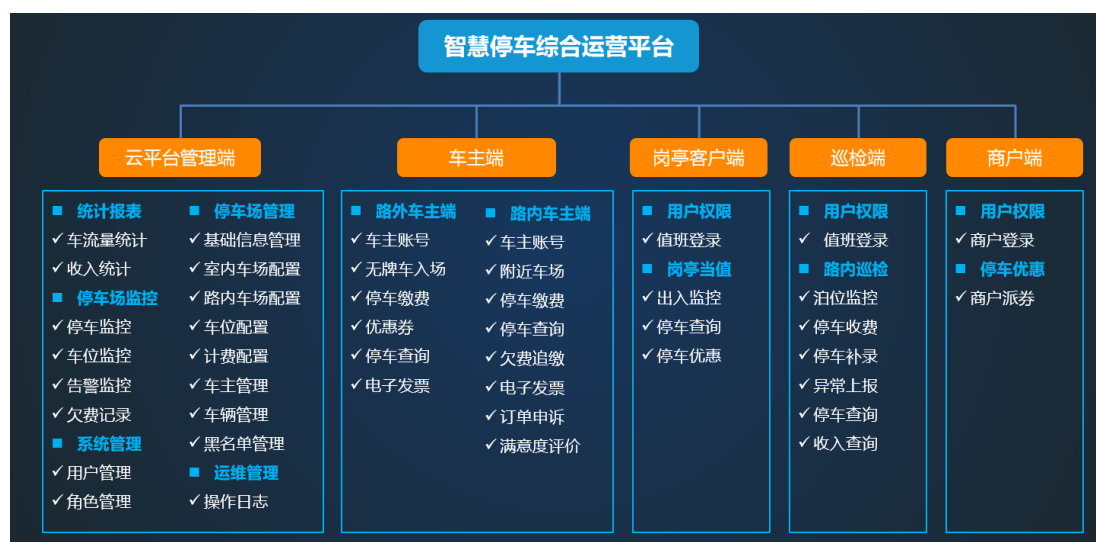 智慧停车综合运营平台
云平台管理端
车主端
岗亭客户端
巡检端
商户端
统计报表
车流量统计
收入统计
停车场监控
停车监控
车位监控
告警监控
欠费记录
系统管理
用户管理
角色管理
停车场管理
基础信息管理
室内车场配置
路内车场配置
车位配置
计费配置
车主管理
车辆管理
黑名单管理
运维管理
操作日志
路外车主端
车主账号
无牌车入场
停车缴费
优惠券
停车查询
电子发票
路内车主端
车主账号
附近车场
停车缴费
停车查询
欠费追缴
电子发票
订单申诉
满意度评价
用户权限
值班登录
岗亭当值
出入监控
停车查询
停车优惠
用户权限
值班登录
路内巡检
泊位监控
停车收费
停车补录
异常上报
停车查询
收入查询
用户权限
商户登录
停车优惠
商户派券